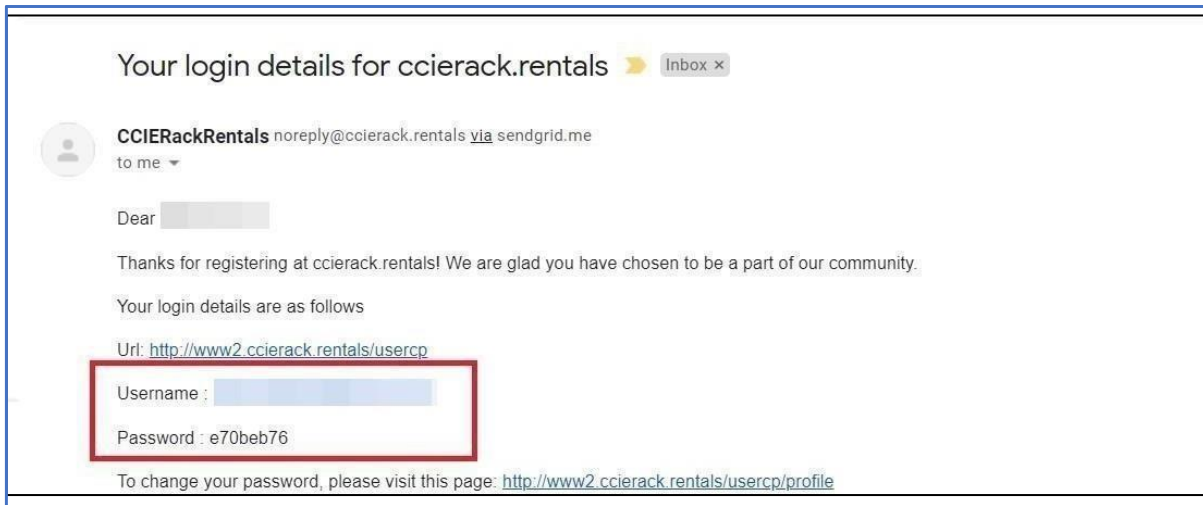 Your login details for ccierack.rentals Inbox ×
CCIERackRentals noreply@ccierack.rentals via sendgrid.me
to me
Dear
Thanks for registering at ccierack.rentals! We are glad you have chosen to be a part of our community.
Your login details are as follows
Url: http://www2.ccierack.rentals/usercp
Username :
Password : e70beb76
To change your password, please visit this page: http://www2.ccierack.rentals/usercp/profile